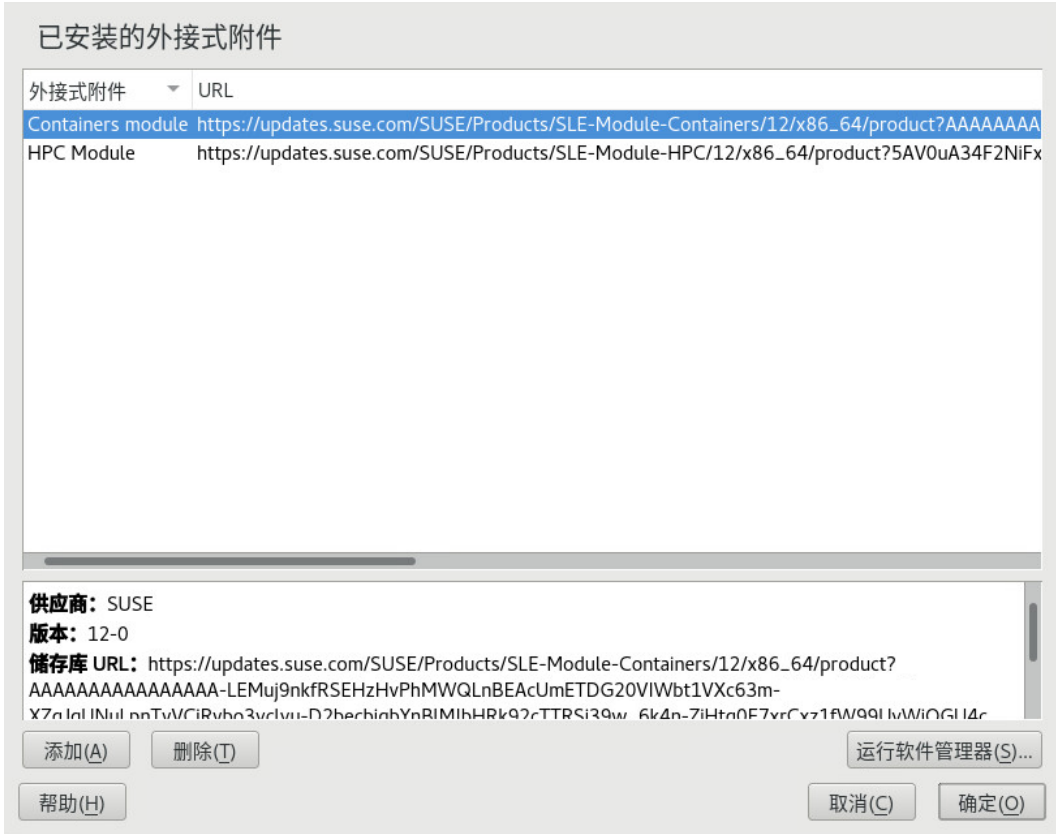 已安装的外接式附件
外接式附件 URL
Containers module https://updates.suse.com/SUSE/Products/SLE-Module-Containers/12/x86_64/product?AAAAAAAA
HPC Module https://updates.suse.com/SUSE/Products/SLE-Module-HPC/12/x86_64/product?5AV0uA34F2NiFx
供应商：SUSE
版本：12-0
储存库 URL：https://updates.suse.com/SUSE/Products/SLE-Module-Containers/12/x86_64/product?
AAAAAAAAAAAAAAAA-LEMuj9nkfRSEHzHvPhMWQLnBEAcUmETDG20VIWbt1VXc63m-
添加(A) 删除(T) 运行软件管理器(S)...
帮助(H) 取消(C) 确定(O)